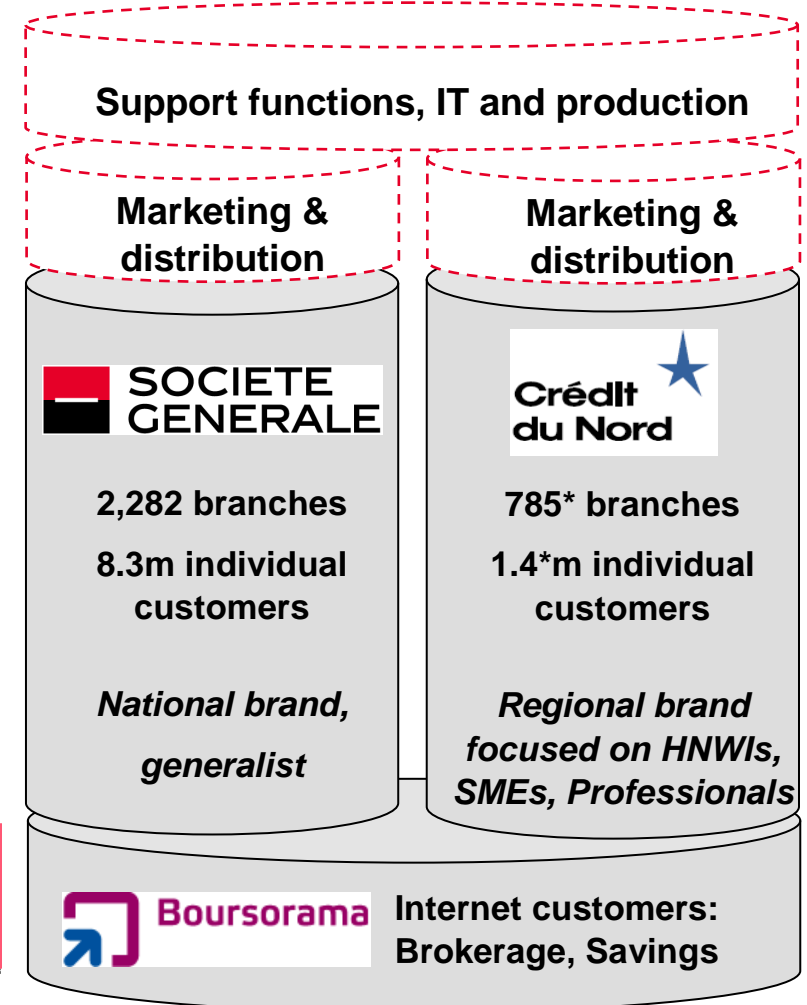 Support functions, IT and production
Marketing &
distribution
Marketing &
distribution
SOCIETE
GENERALE
2,282 branches
8.3m individual
customers
National brand,
generalist
Crédit
du Nord
785* branches
1.4*m individual
customers
Regional brand
focused on HNWIs,
SMEs, Professionals
Boursorama
Internet customers:
Brokerage, Savings